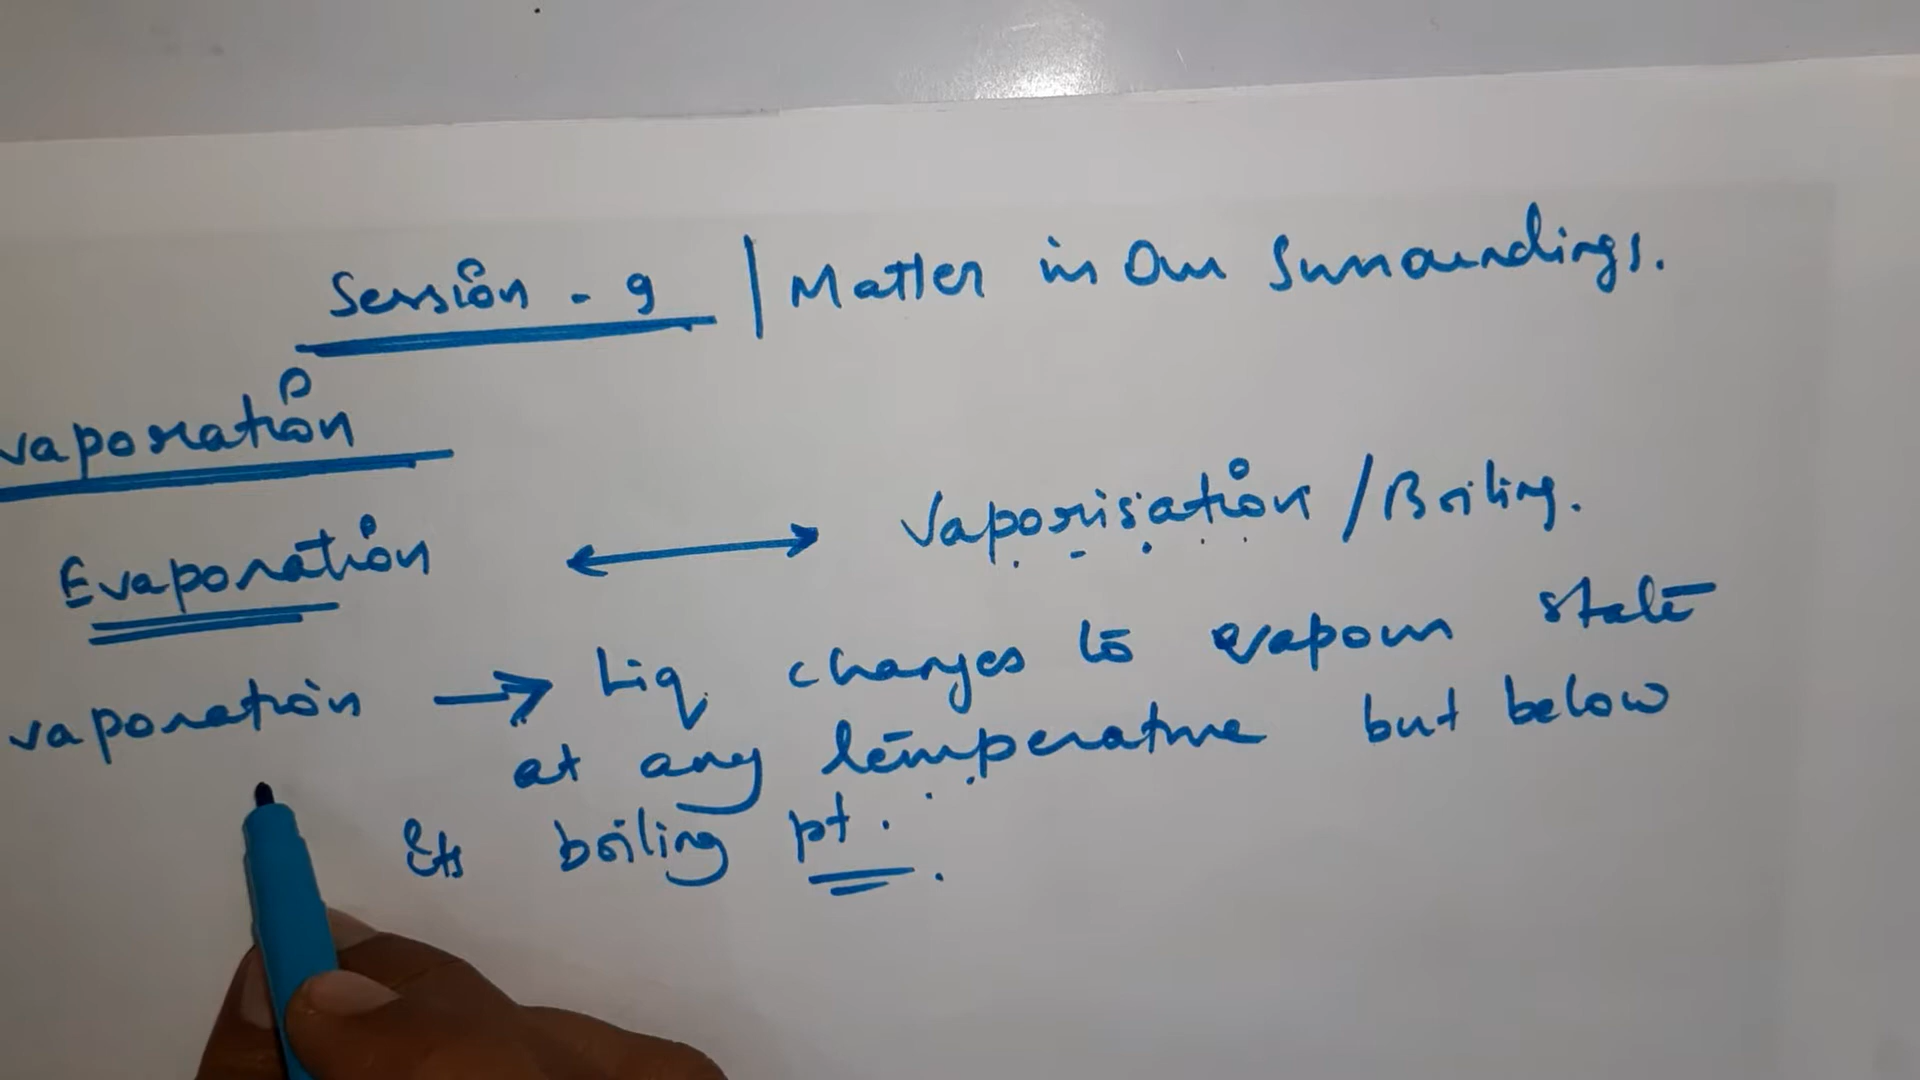 Session - 9 | Matter in Our Surroundings.
vaporation
Evaporation ↔ Vaporisation / Boiling.
vaporation → Liq. changes to vapour state
at any temperature but below
its boiling pt.